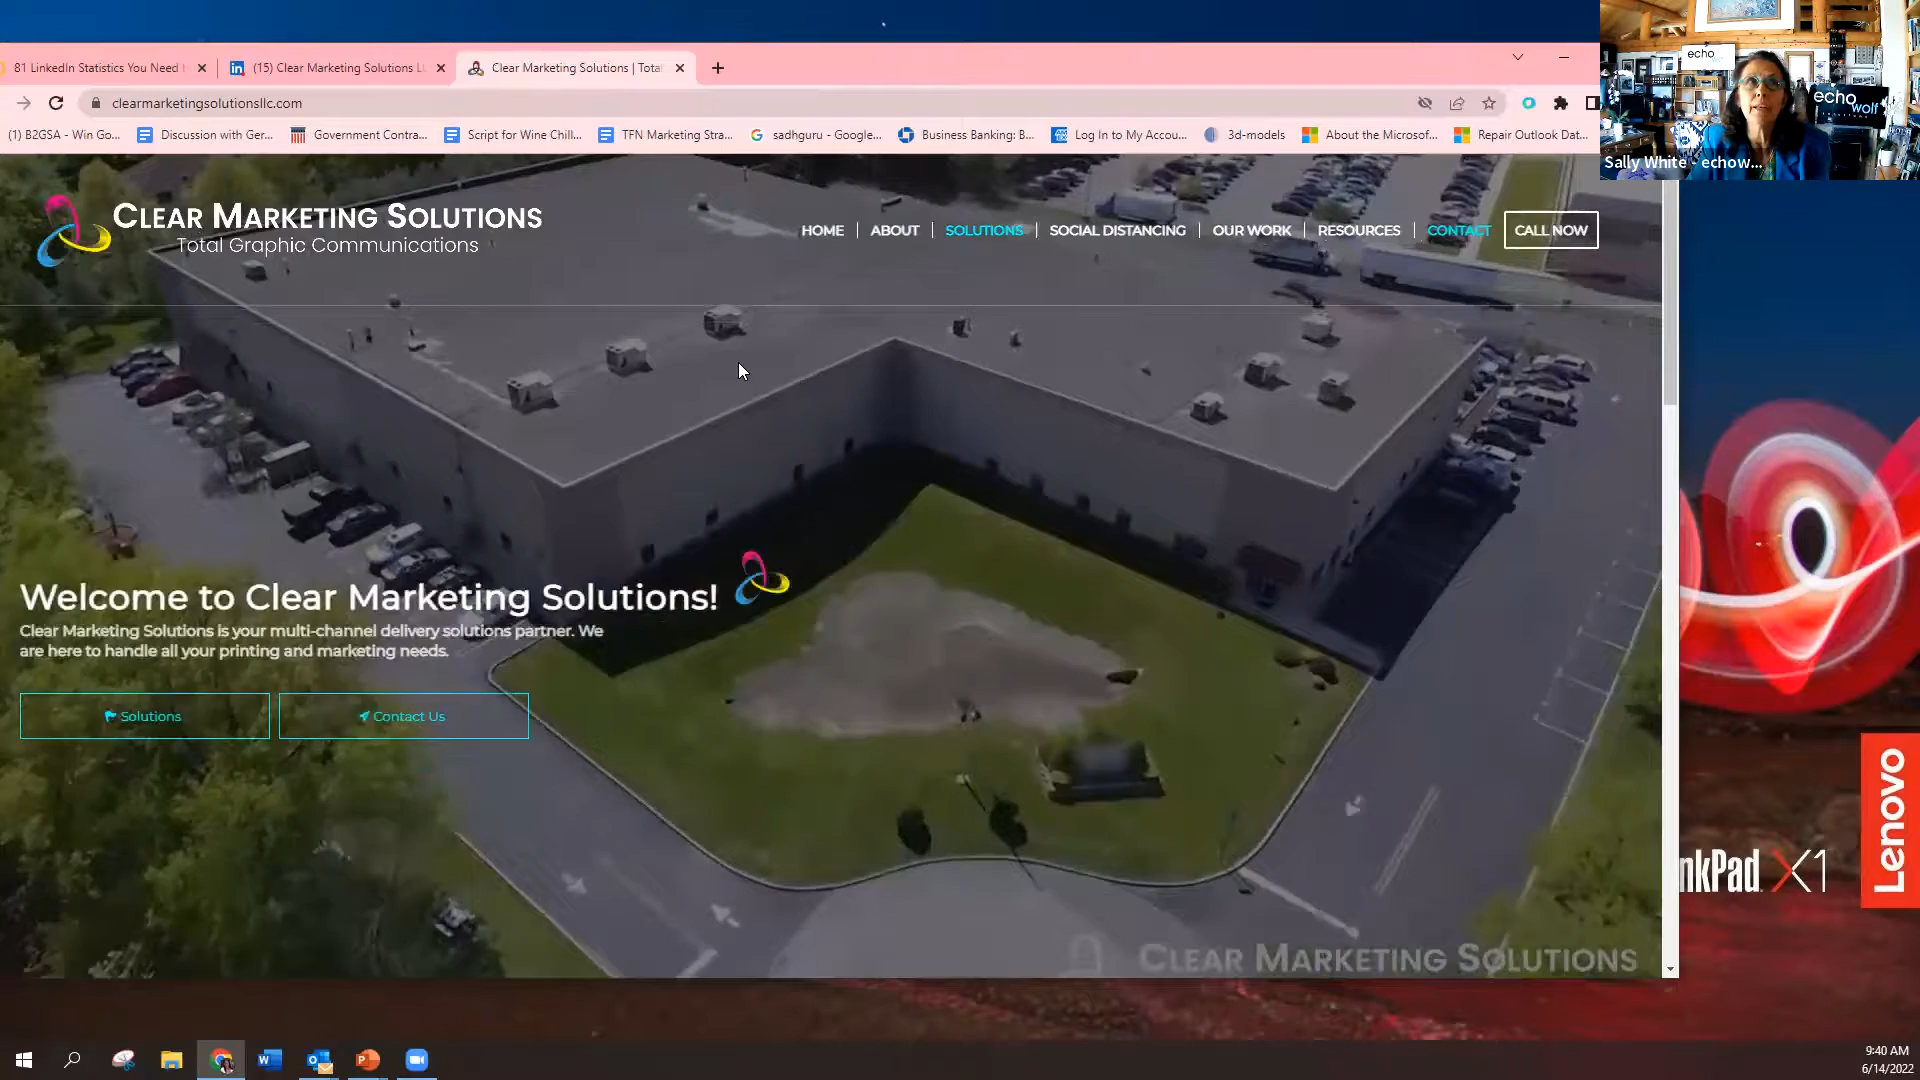 81 LinkedIn Statistics You Need
(15) Clear Marketing Solutions L
Clear Marketing Solutions | Total
clearmarketingsolutionsllc.com
(1) B2GSA - Win Go...
Discussion with Ger...
Government Contra...
Script for Wine Chill...
TFN Marketing Stra...
sadhguru - Google...
Business Banking: B...
Log In to My Accou...
3d-models
About the Microsof...
Repair Outlook Dat...
echo
echo
wolf
Sally White - echow...
CLEAR MARKETING SOLUTIONS
Total Graphic Communications
HOME
ABOUT
SOLUTIONS
SOCIAL DISTANCING
OUR WORK
RESOURCES
CONTACT
CALL NOW
Welcome to Clear Marketing Solutions!
Clear Marketing Solutions is your multi-channel delivery solutions partner. We
are here to handle all your printing and marketing needs.
Solutions
Contact Us
CLEAR MARKETING SOLUTIONS
nkPad X1
Lenovo
9:40 AM
6/14/2022